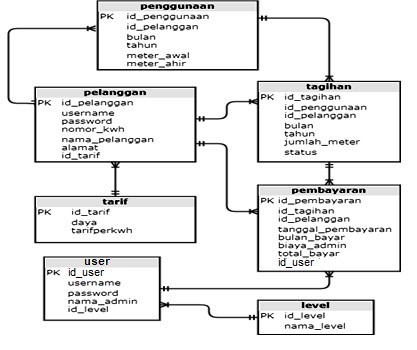 penggunaan
PK id_penggunaan
id_pelanggan
bulan
tahun
meter_awal
meter_ahir
pelanggan
PK id_pelanggan
username
password
nomor_kwh
nama_pelanggan
alamat
id_tarif
tagihan
PK id_tagihan
id_penggunaan
id_pelanggan
bulan
tahun
jumlah_meter
status
tarif
PK id_tarif
daya
tarifperkwh
pembayaran
PK id_pembayaran
id_tagihan
id_pelanggan
tanggal_pembayaran
bulan_bayar
biaya_admin
total_bayar
id_user
user
PK id_user
username
password
nama_admin
id_level
level
PK id_level
nama_level